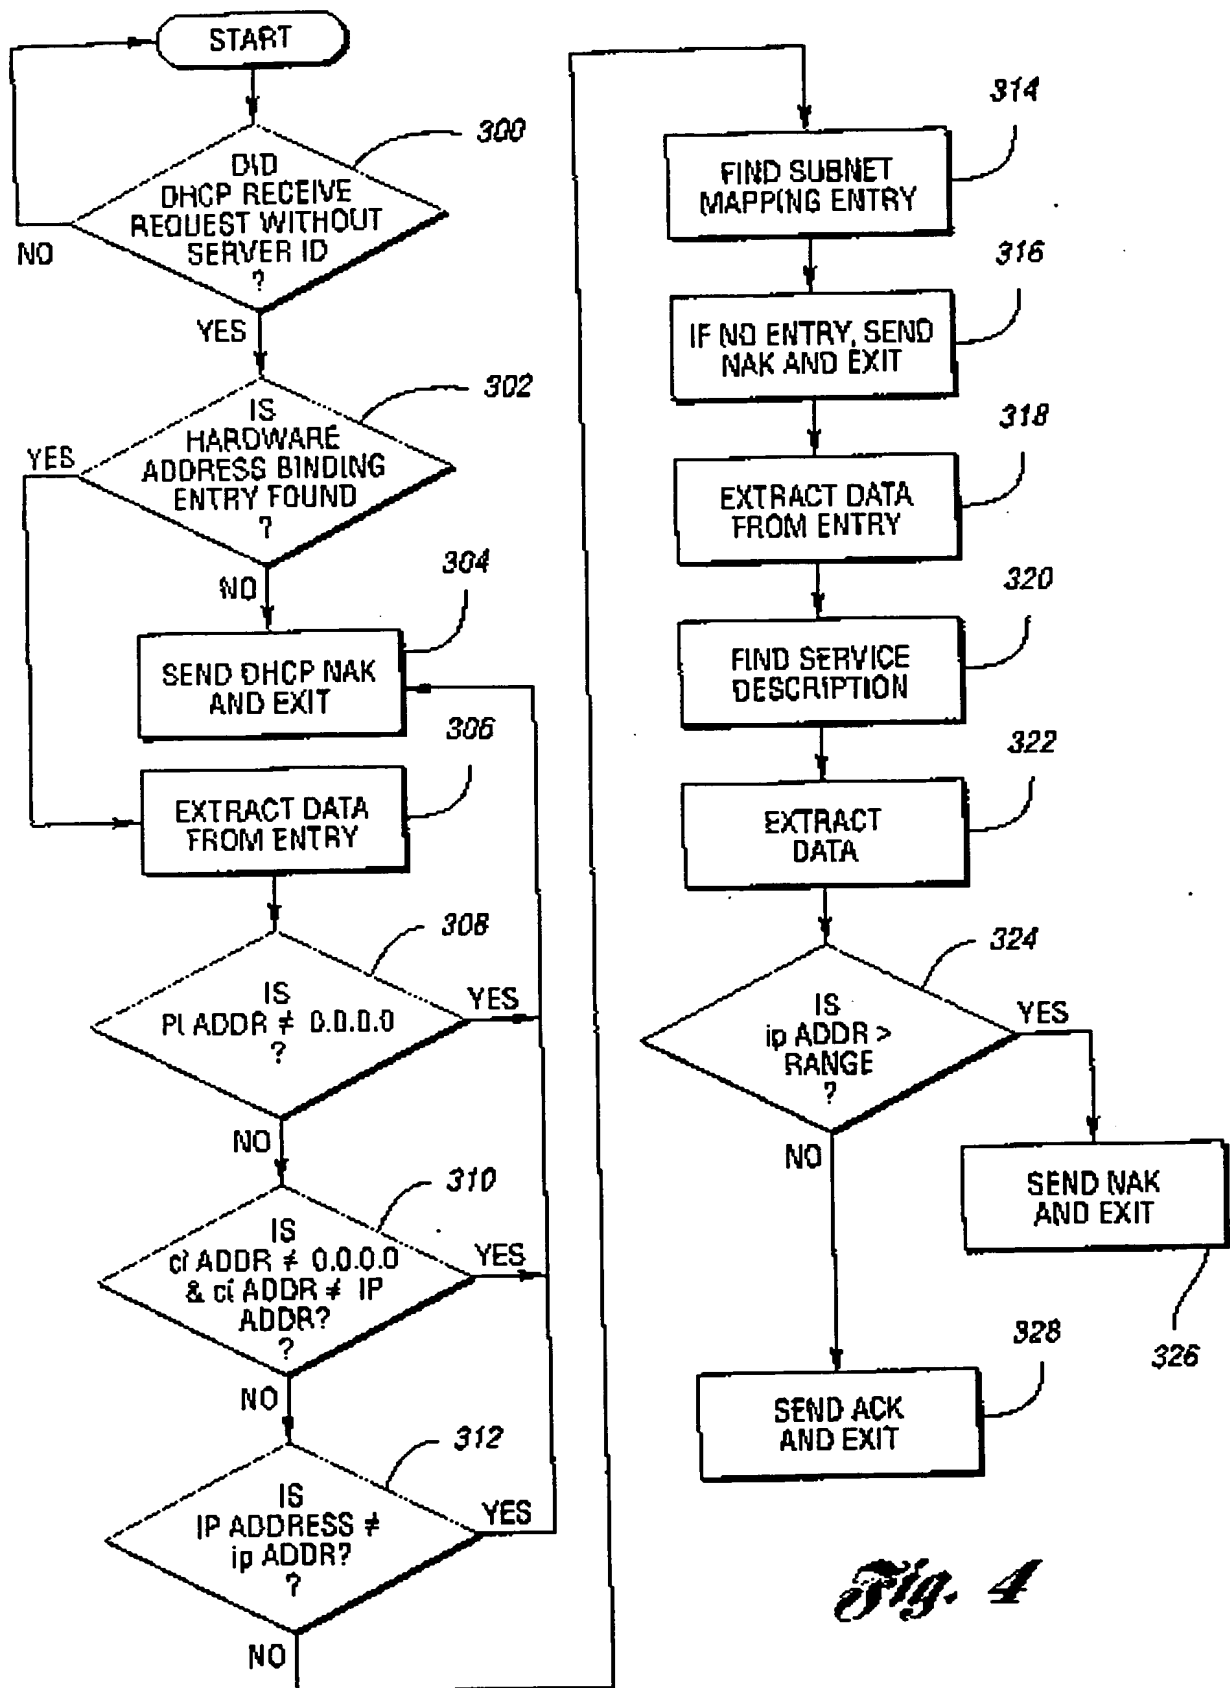 START
300
DID
DHCP RECEIVE
REQUEST WITHOUT
SERVER ID
?
NO
YES
302
IS
HARDWARE
ADDRESS BINDING
ENTRY FOUND
?
YES
NO
304
SEND DHCP NAK
AND EXIT
306
EXTRACT DATA
FROM ENTRY
308
IS
PI ADDR ≠ 0.0.0.0
?
YES
NO
310
IS
ci ADDR ≠ 0.0.0.0
& ci ADDR ≠ IP
ADDR?
?
YES
NO
312
IS
IP ADDRESS ≠
ip ADDR?
?
YES
NO
314
FIND SUBNET
MAPPING ENTRY
316
IF NO ENTRY, SEND
NAK AND EXIT
318
EXTRACT DATA
FROM ENTRY
320
FIND SERVICE
DESCRIPTION
322
EXTRACT
DATA
324
IS
ip ADDR >
RANGE
?
YES
NO
SEND NAK
AND EXIT
326
328
SEND ACK
AND EXIT
Fig. 4